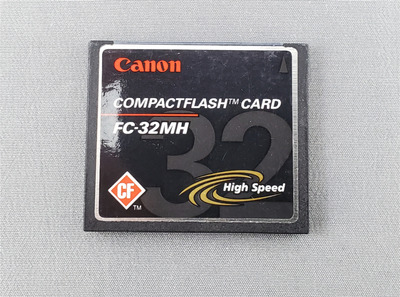 Canon
COMPACTFLASH™ CARD
FC-32MH
32
CF
TM
High Speed